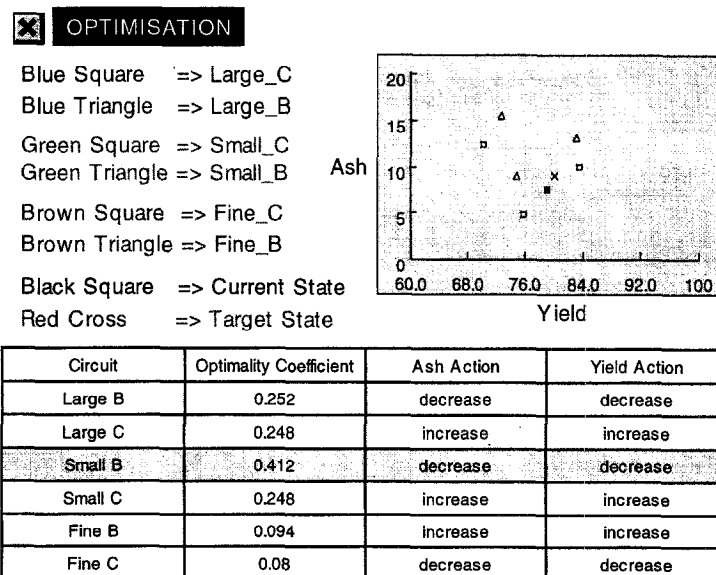 OPTIMISATION
Blue Square => Large_C
Blue Triangle => Large_B
Green Square => Small_C
Green Triangle => Small_B
Brown Square => Fine_C
Brown Triangle => Fine_B
Black Square => Current State
Red Cross => Target State
20
15
Ash
10
5
0
60.0 68.0 76.0 84.0 92.0 100
Yield
Circuit Optimality Coefficient Ash Action Yield Action
Large B 0.252 decrease decrease
Large C 0.248 increase increase
Small B 0.412 decrease decrease
Small C 0.248 increase increase
Fine B 0.094 increase increase
Fine C 0.08 decrease decrease